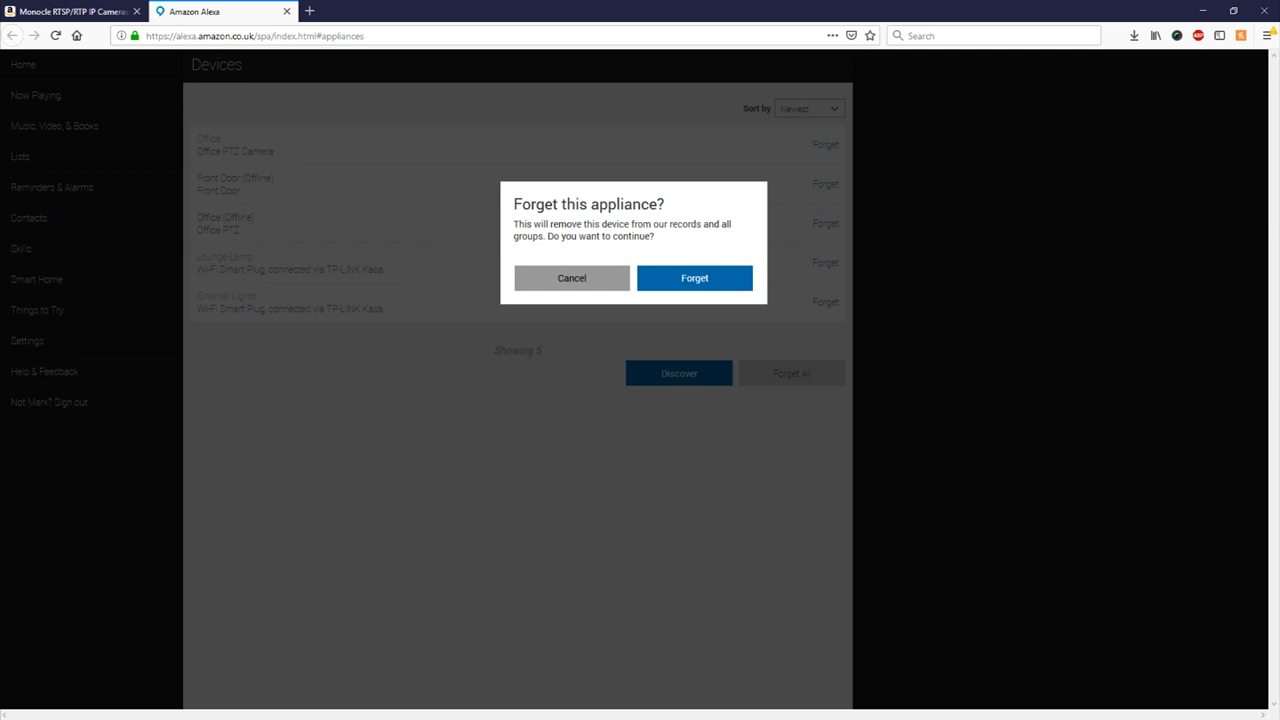 Monocle RTSP/RTP IP Cameras
Amazon Alexa
https://alexa.amazon.co.uk/spa/index.html#appliances
Search
Home
Now Playing
Music, Video, & Books
Lists
Reminders & Alarms
Contacts
Skills
Smart Home
Things to Try
Settings
Help & Feedback
Not Mark? Sign out
Devices
Sort by Newest
Office
Office PTZ Camera
Forget
Front Door (Offline)
Front Door
Forget
Office (Offline)
Office PTZ
Forget
Lounge Lamp
Wi-Fi Smart Plug, connected via TP-LINK Kasa
Forget
External Lights
Wi-Fi Smart Plug, connected via TP-LINK Kasa
Forget
Showing 5
Discover
Forget All
Forget this appliance?
This will remove this device from our records and all
groups. Do you want to continue?
Cancel
Forget
ABP